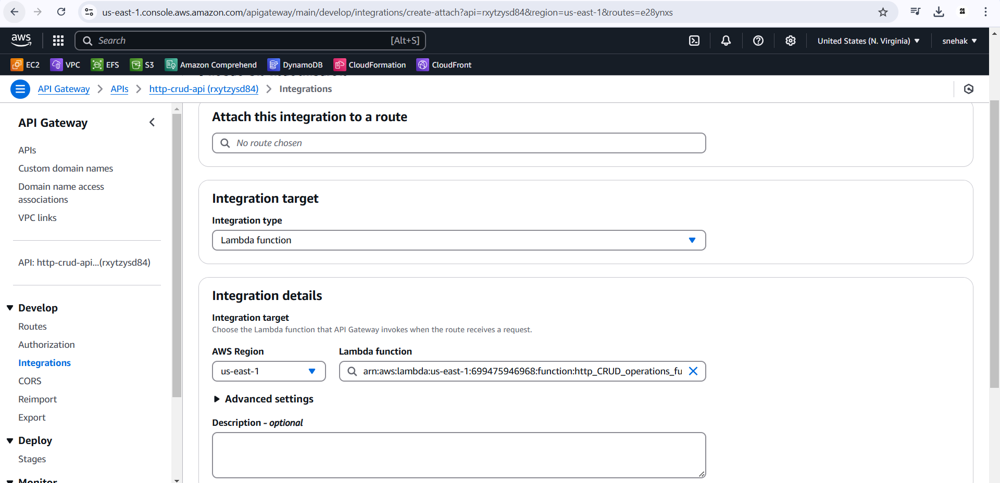 us-east-1.console.aws.amazon.com/apigateway/main/develop/integrations/create-attach?api=rxytzysd84&region=us-east-1&routes=e28ynxs
21
aws
Search [Alt+S]
United States (N. Virginia)
snehak
EC2 VPC EFS S3 Amazon Comprehend DynamoDB CloudFormation CloudFront
API Gateway APIs http-crud-api (rxytzysd84) Integrations
API Gateway
APIs
Custom domain names
Domain name access
associations
VPC links
API: http-crud-api...(rxytzysd84)
Develop
Routes
Authorization
Integrations
CORS
Reimport
Export
Deploy
Stages
Monitor
Attach this integration to a route
No route chosen
Integration target
Integration type
Lambda function
Integration details
Integration target
Choose the Lambda function that API Gateway invokes when the route receives a request.
AWS Region
us-east-1
Lambda function
arn:aws:lambda:us-east-1:699475946968:function:http_CRUD_operations_fu
Advanced settings
Description - optional